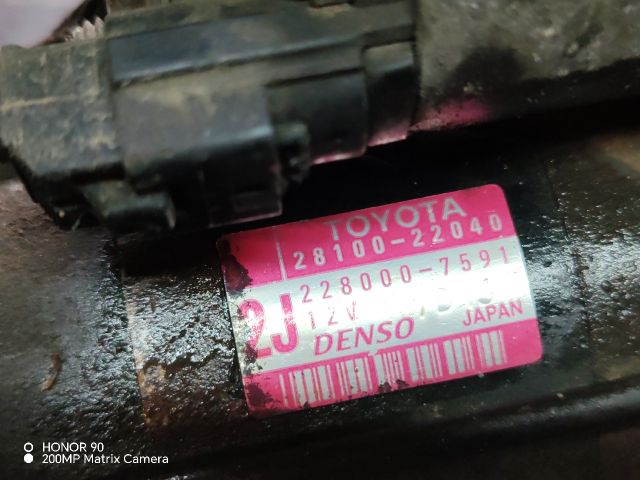 TOYOTA
28100-22040
228000-7591
2J
12V
DENSO
JAPAN
HONOR 90
200MP Matrix Camera